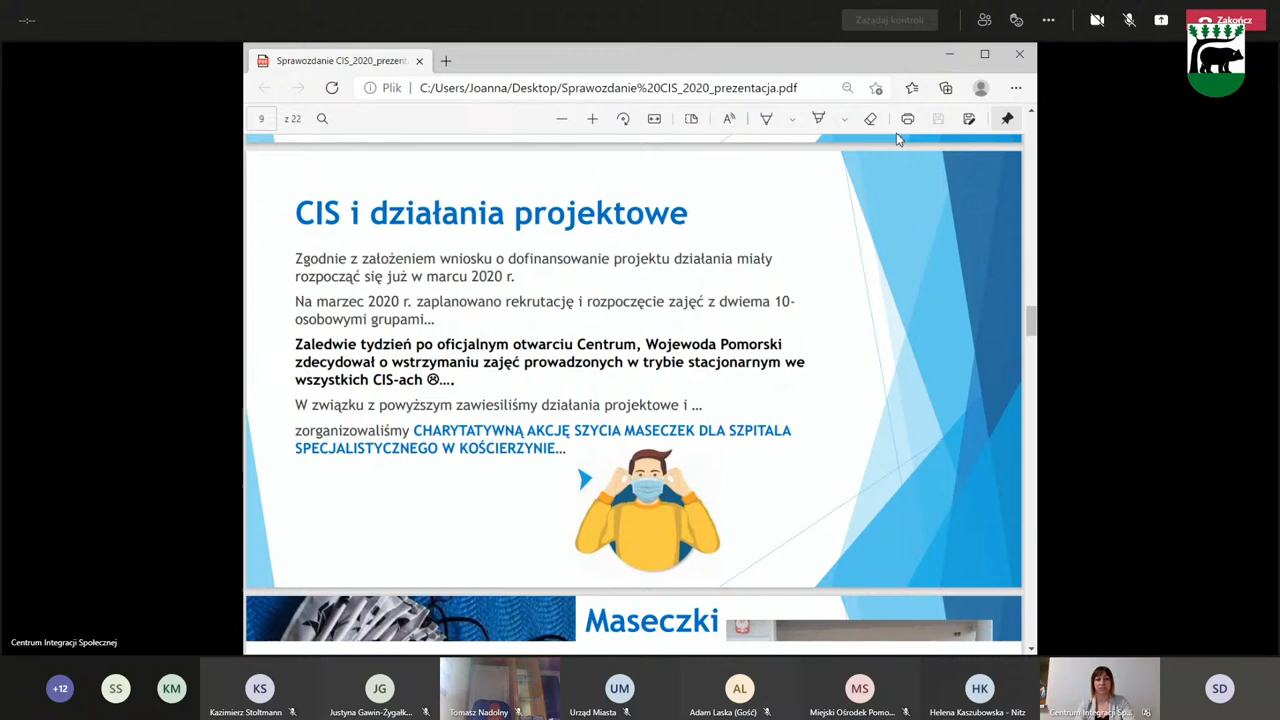 --:--
Zażądaj kontroli
Zakończ
Sprawozdanie CIS_2020_prezent
Plik
C:/Users/Joanna/Desktop/Sprawozdanie%20CIS_2020_prezentacja.pdf
9 z 22
CIS i działania projektowe
Zgodnie z założeniem wniosku o dofinansowanie projektu działania miały
rozpocząć się już w marcu 2020 r.
Na marzec 2020 r. zaplanowano rekrutację i rozpoczęcie zajęć z dwiema 10-
osobowymi grupami…
Zaledwie tydzień po oficjalnym otwarciu Centrum, Wojewoda Pomorski
zdecydował o wstrzymaniu zajęć prowadzonych w trybie stacjonarnym we
wszystkich CIS-ach ☹….
W związku z powyższym zawiesiliśmy działania projektowe i …
zorganizowaliśmy CHARYTATYWNĄ AKCJĘ SZYCIA MASECZEK DLA SZPITALA
SPECJALISTYCZNEGO W KOŚCIERZYNIE…
Maseczki
Centrum Integracji Społecznej
+12
SS
KM
KS
Kazimierz Stoltmann
JG
Justyna Gawin-Żygałk...
Tomasz Nadolny
UM
Urząd Miasta
AL
Adam Laska (Gość)
MS
Miejski Ośrodek Pomo...
HK
Helena Kaszubowska - Nitz
Centrum Integracji Spo...
SD